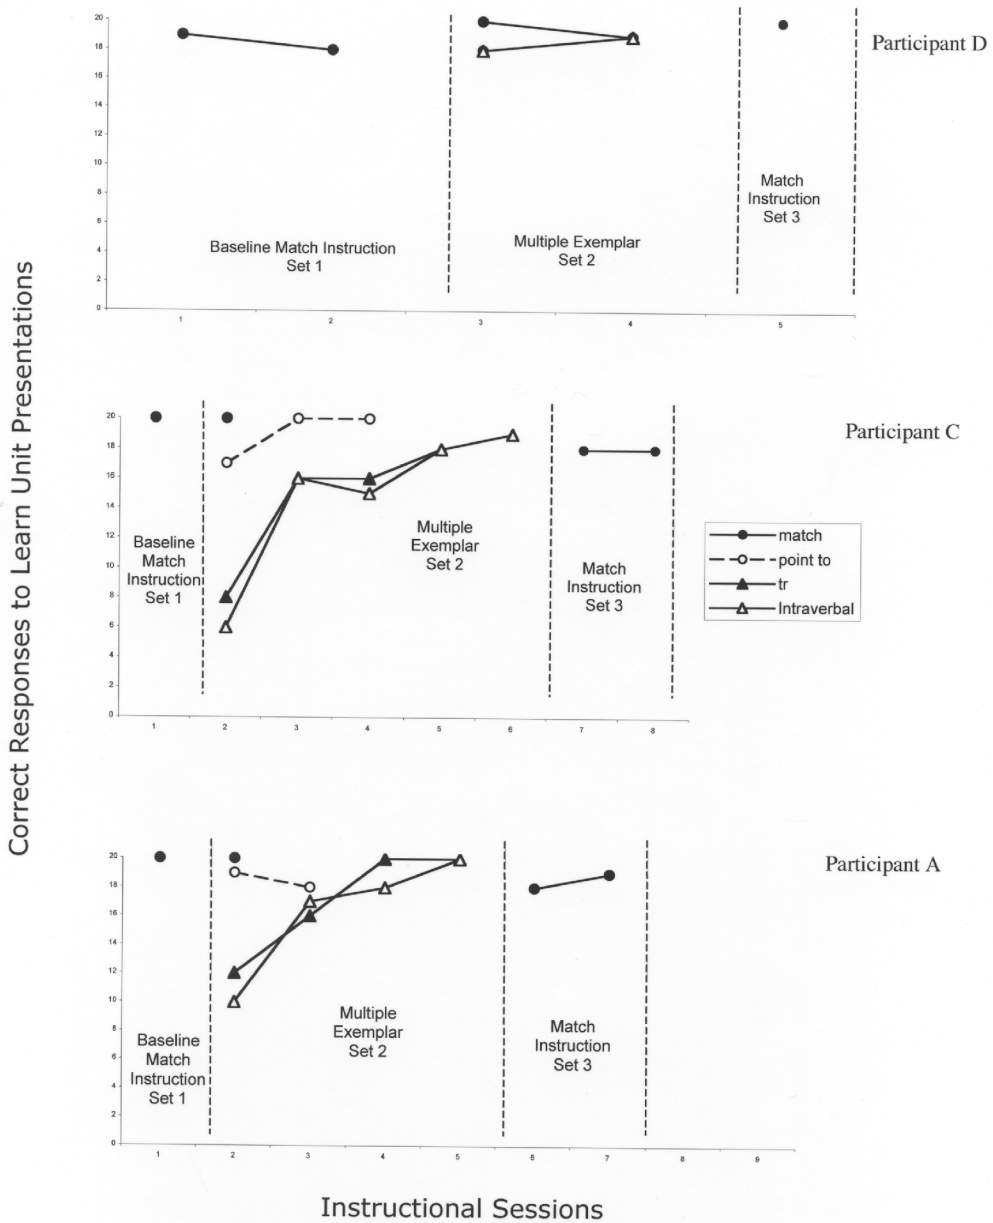 Correct Responses to Learn Unit Presentations
Participant D
20
18
16
14
12
10
8
6
4
2
0
Baseline Match Instruction
Set 1
Multiple Exemplar
Set 2
Match
Instruction
Set 3
1
2
3
4
5
Participant C
20
18
16
14
12
10
8
6
4
2
0
Baseline
Match
Instruction
Set 1
Multiple
Exemplar
Set 2
Match
Instruction
Set 3
match
point to
tr
Intraverbal
1
2
3
4
5
6
7
8
Participant A
20
18
16
14
12
10
8
6
4
2
0
Baseline
Match
Instruction
Set 1
Multiple
Exemplar
Set 2
Match
Instruction
Set 3
1
2
3
4
5
6
7
8
9
Instructional Sessions